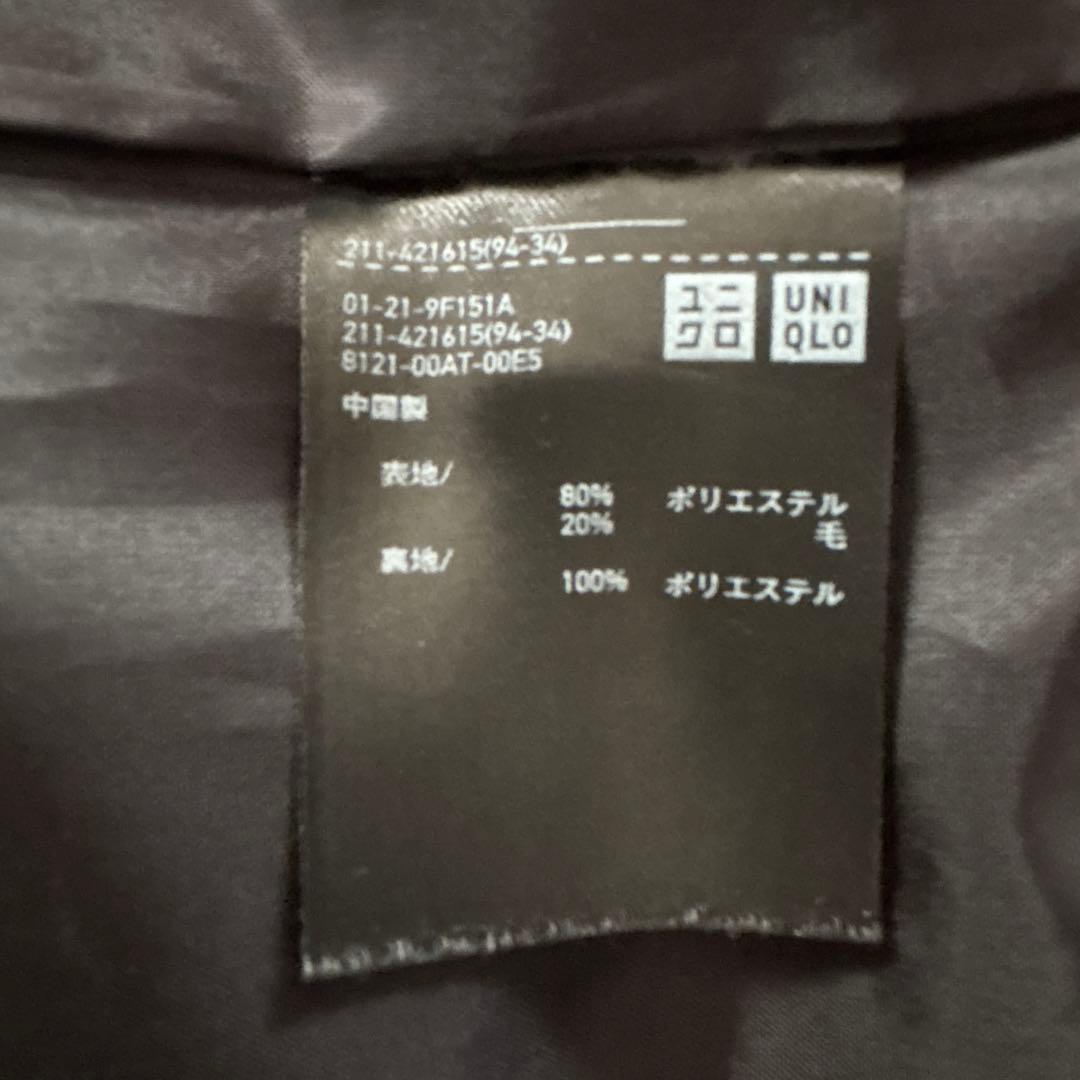 211-421615(94-34)
01-21-9F151A
211-421615(94-34)
8121-00AT-00E5
ユニ
クロ
UNI
QLO
中国製
表地/
80% ポリエステル
20% 毛
裏地/
100% ポリエステル